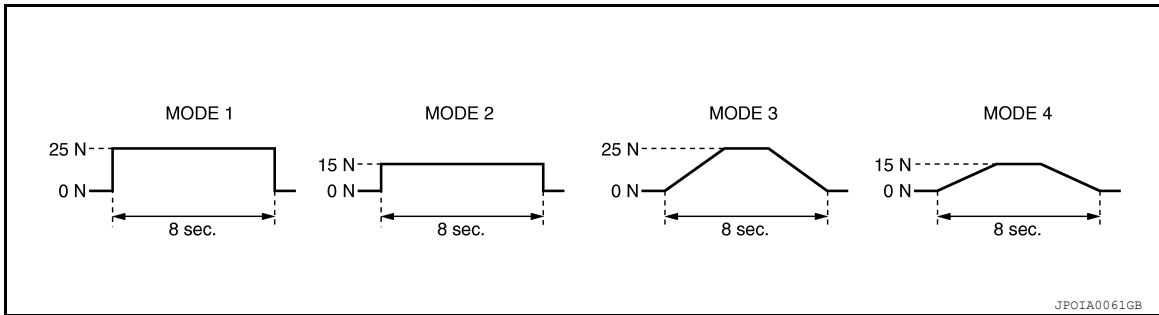 MODE 1
MODE 2
MODE 3
MODE 4
25 N
0 N
8 sec.
15 N
0 N
8 sec.
25 N
0 N
8 sec.
15 N
0 N
8 sec.
JPOIA0061GB